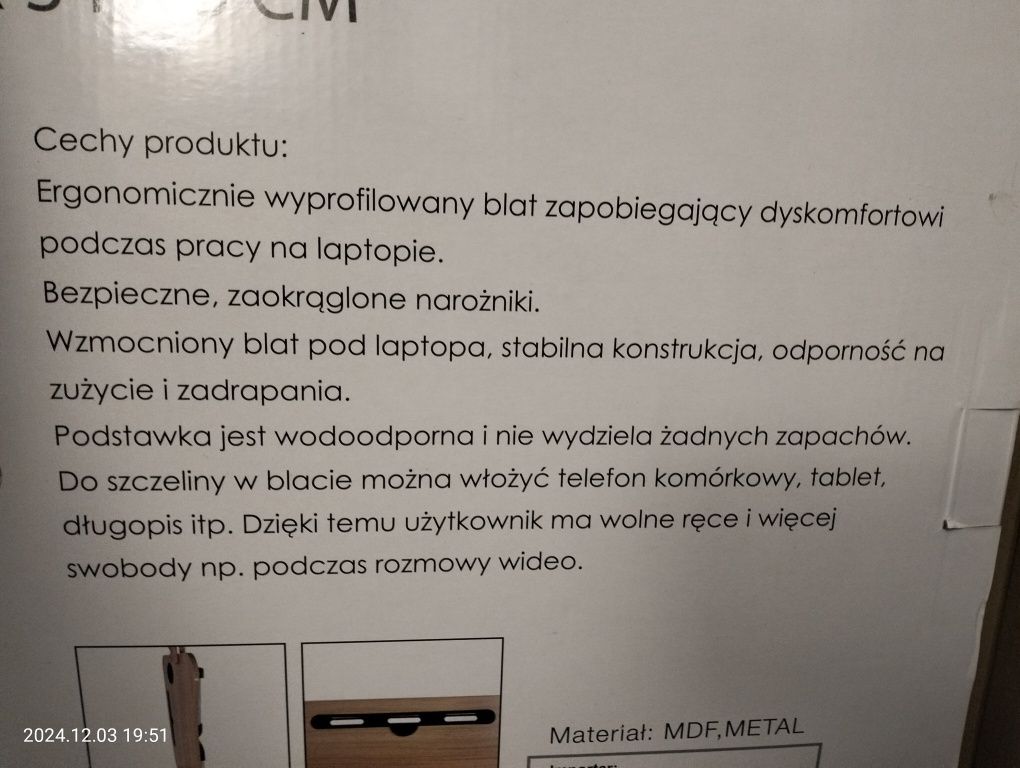 CM
Cechy produktu:
Ergonomicznie wyprofilowany blat zapobiegający dyskomfortowi
podczas pracy na laptopie.
Bezpieczne, zaokrąglone narożniki.
Wzmocniony blat pod laptopa, stabilna konstrukcja, odporność na
zużycie i zadrapania.
Podstawka jest wodoodporna i nie wydziela żadnych zapachów.
Do szczeliny w blacie można włożyć telefon komórkowy, tablet,
długopis itp. Dzięki temu użytkownik ma wolne ręce i więcej
swobody np. podczas rozmowy wideo.
Materiał: MDF,METAL
2024.12.03 19:51